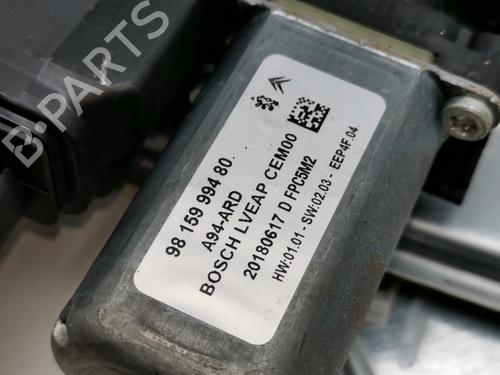 98 159 994 80
A94-ARD
BOSCH LVEAP CEM00
20180617 D FPC5M2
HW:01.01 - SW:02.03 - EEP4F.04
B-PARTS